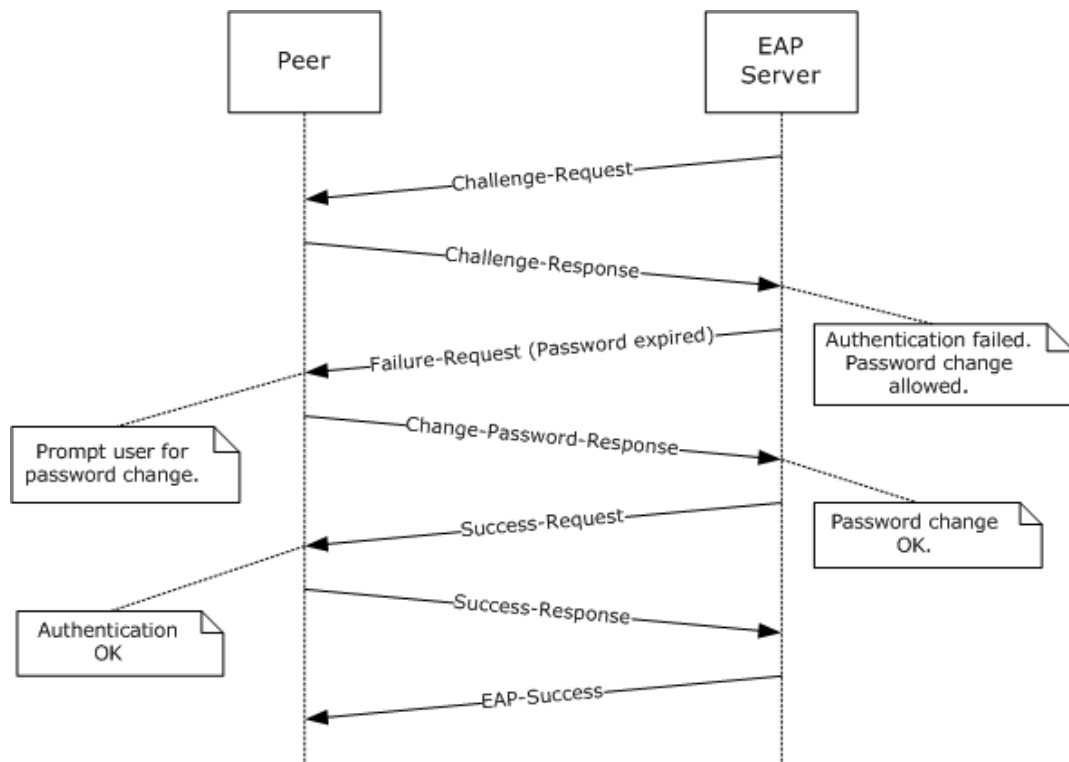 Peer
EAP
Server
Challenge-Request
Challenge-Response
Authentication failed.
Password change
allowed.
Failure-Request (Password expired)
Prompt user for
password change.
Change-Password-Response
Password change
OK.
Success-Request
Authentication
OK
Success-Response
EAP-Success